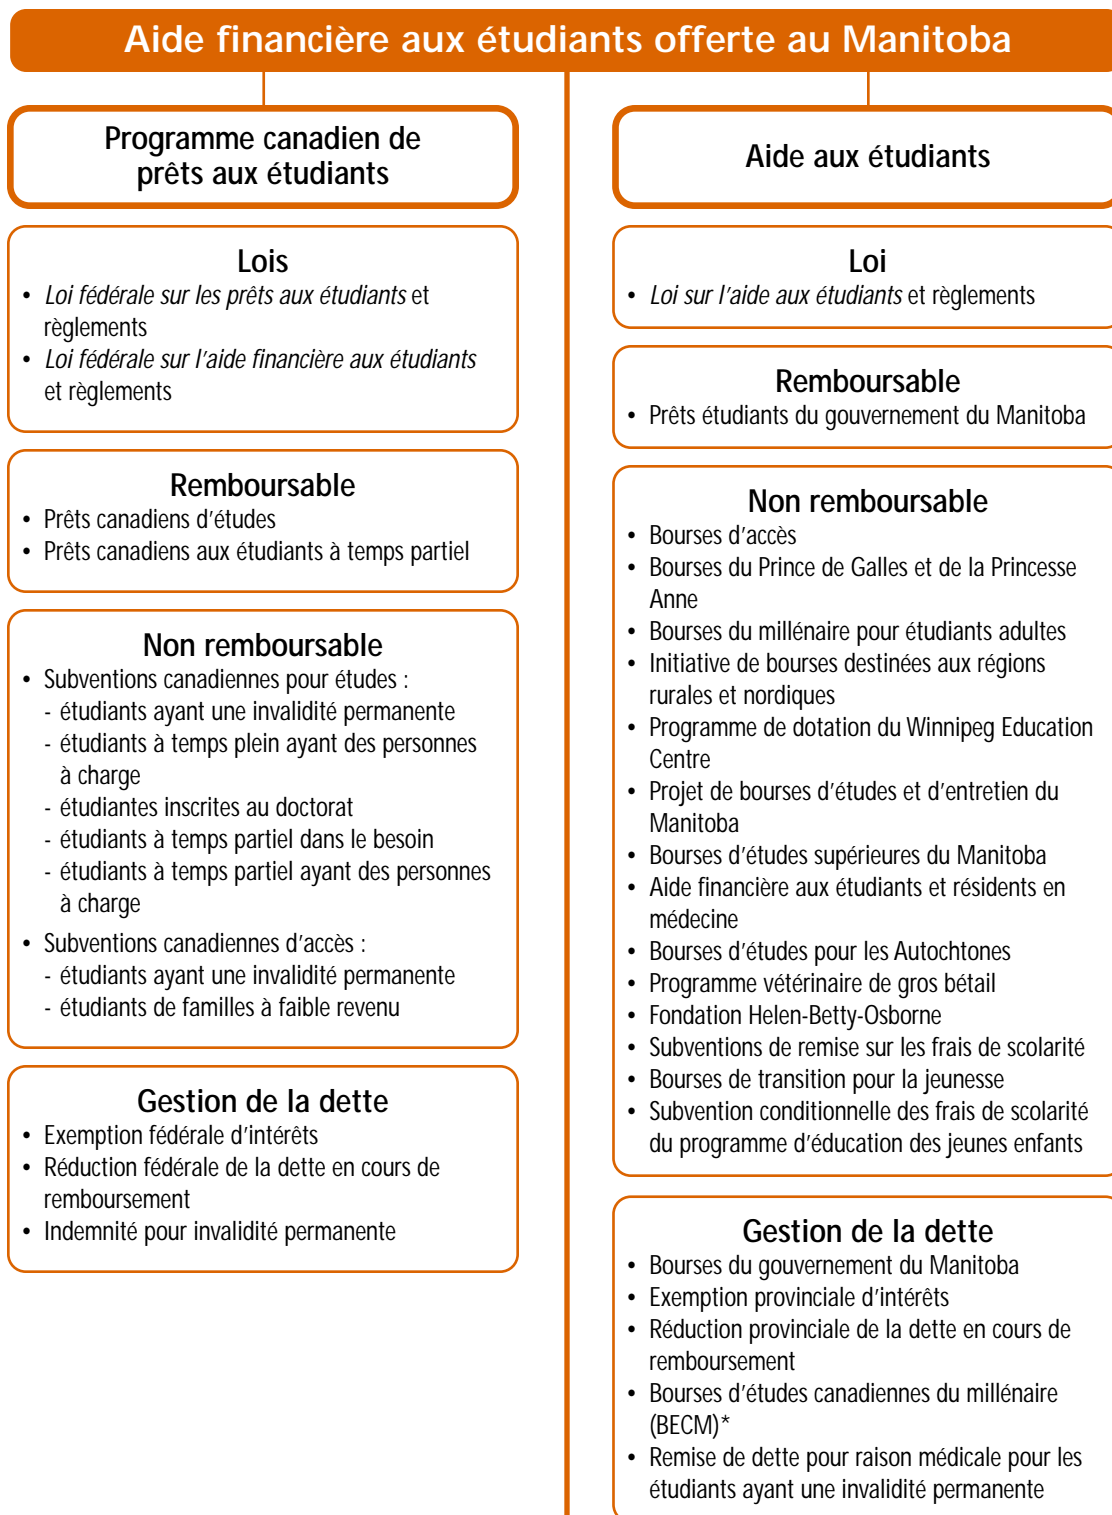 Aide financière aux étudiants offerte au Manitoba
Programme canadien de
prêts aux étudiants
Lois
• Loi fédérale sur les prêts aux étudiants et
règlements
• Loi fédérale sur l'aide financière aux étudiants
et règlements
Remboursable
• Prêts canadiens d'études
• Prêts canadiens aux étudiants à temps partiel
Non remboursable
• Subventions canadiennes pour études :
- étudiants ayant une invalidité permanente
- étudiants à temps plein ayant des personnes
à charge
- étudiantes inscrites au doctorat
- étudiants à temps partiel dans le besoin
- étudiants à temps partiel ayant des personnes
à charge
• Subventions canadiennes d'accès :
- étudiants ayant une invalidité permanente
- étudiants de familles à faible revenu
Gestion de la dette
• Exemption fédérale d'intérêts
• Réduction fédérale de la dette en cours de
remboursement
• Indemnité pour invalidité permanente
Aide aux étudiants
Loi
• Loi sur l'aide aux étudiants et règlements
Remboursable
• Prêts étudiants du gouvernement du Manitoba
Non remboursable
• Bourses d'accès
• Bourses du Prince de Galles et de la Princesse
Anne
• Bourses du millénaire pour étudiants adultes
• Initiative de bourses destinées aux régions
rurales et nordiques
• Programme de dotation du Winnipeg Education
Centre
• Projet de bourses d'études et d'entretien du
Manitoba
• Bourses d'études supérieures du Manitoba
• Aide financière aux étudiants et résidents en
médecine
• Bourses d'études pour les Autochtones
• Programme vétérinaire de gros bétail
• Fondation Helen-Betty-Osborne
• Subventions de remise sur les frais de scolarité
• Bourses de transition pour la jeunesse
• Subvention conditionnelle des frais de scolarité
du programme d'éducation des jeunes enfants
Gestion de la dette
• Bourses du gouvernement du Manitoba
• Exemption provinciale d'intérêts
• Réduction provinciale de la dette en cours de
remboursement
• Bourses d'études canadiennes du millénaire
(BECM)*
• Remise de dette pour raison médicale pour les
étudiants ayant une invalidité permanente